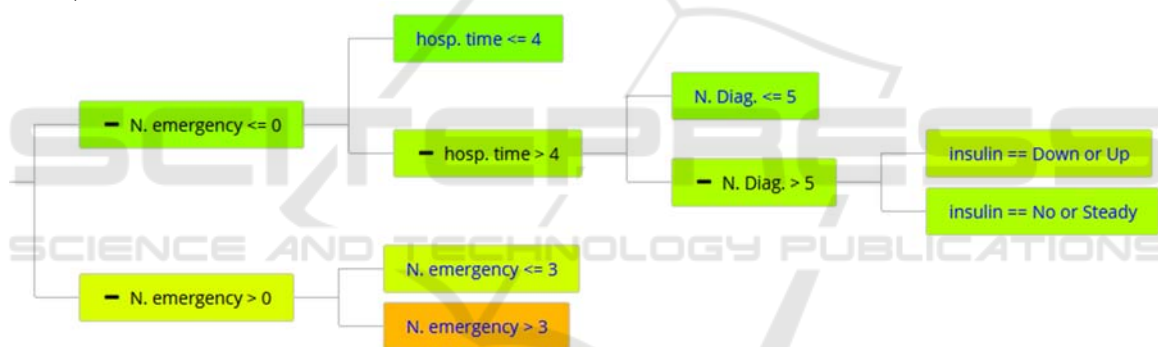 hosp. time <= 4
N. Diag. <= 5
N. emergency <= 0
hosp. time > 4
insulin == Down or Up
N. Diag. > 5
insulin == No or Steady
SCITEPRESS
SCIENCE AND TECHNOLOGY PUBLICATIONS
N. emergency <= 3
N. emergency > 0
N. emergency > 3